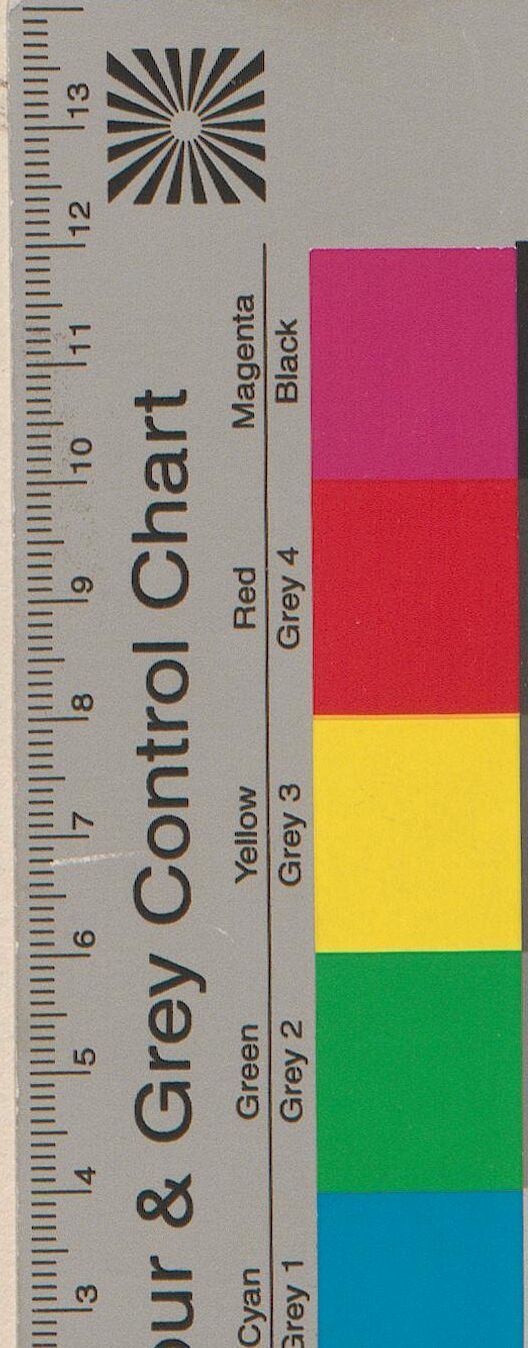 3 4 5 6 7 8 9 10 11 12 13
our & Grey Control Chart
Cyan Green Yellow Red Magenta
Grey 1 Grey 2 Grey 3 Grey 4 Black